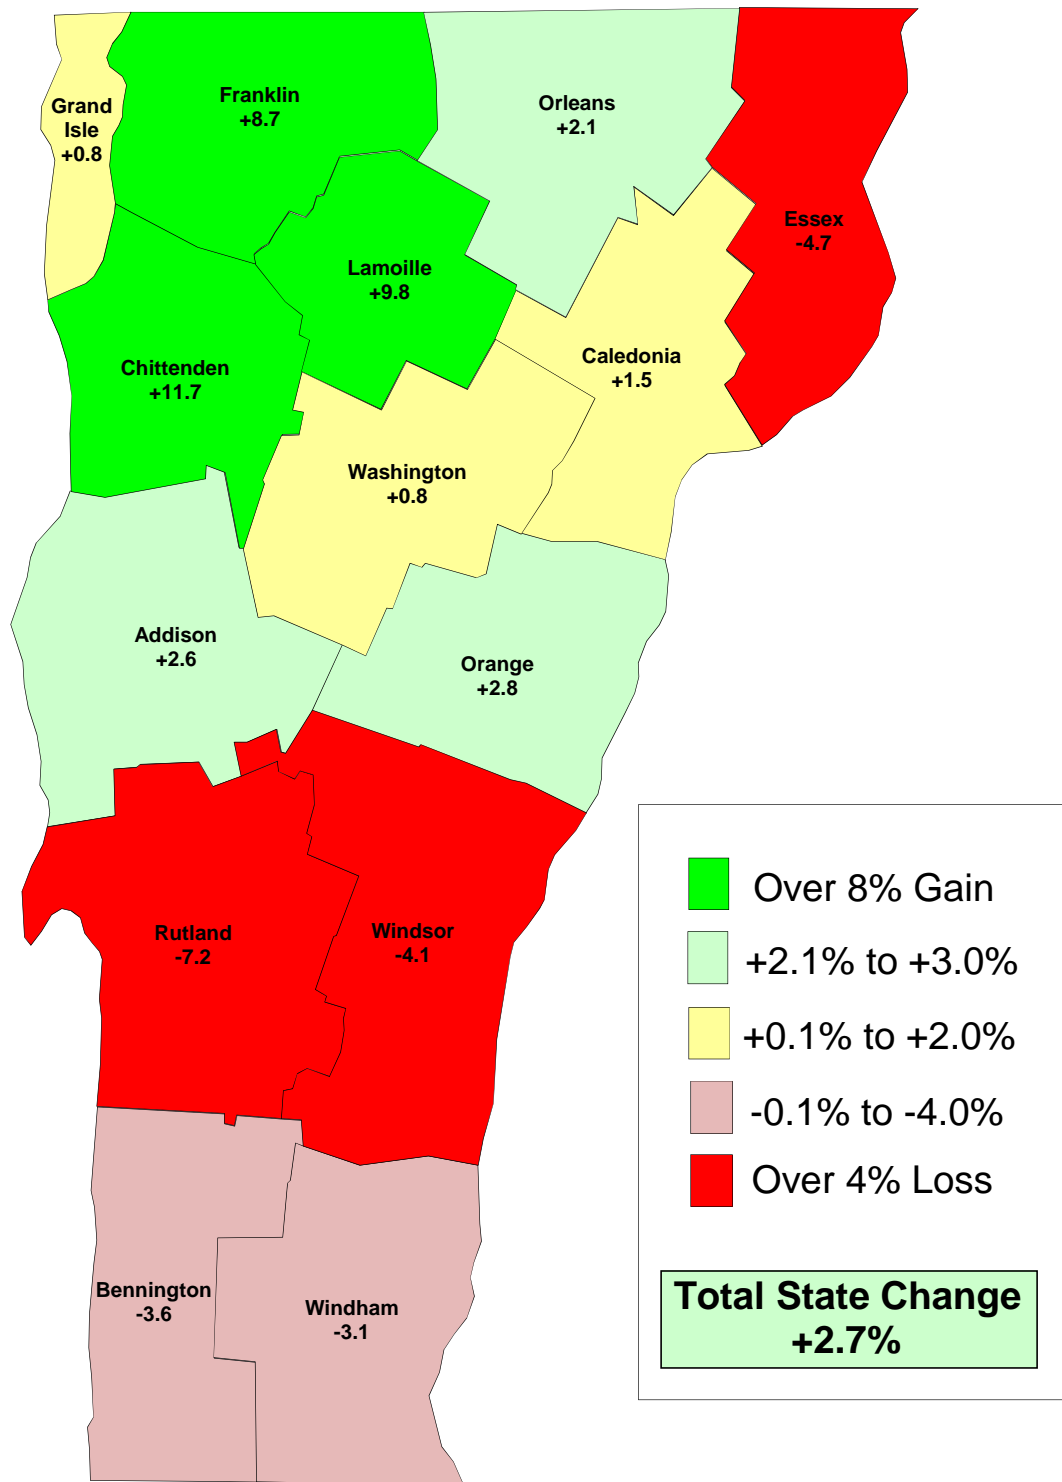 Grand
Isle
+0.8
Franklin
+8.7
Orleans
+2.1
Essex
-4.7
Lamoille
+9.8
Chittenden
+11.7
Caledonia
+1.5
Washington
+0.8
Addison
+2.6
Orange
+2.8
Rutland
-7.2
Windsor
-4.1
Bennington
-3.6
Windham
-3.1
Over 8% Gain
+2.1% to +3.0%
+0.1% to +2.0%
-0.1% to -4.0%
Over 4% Loss
Total State Change
+2.7%